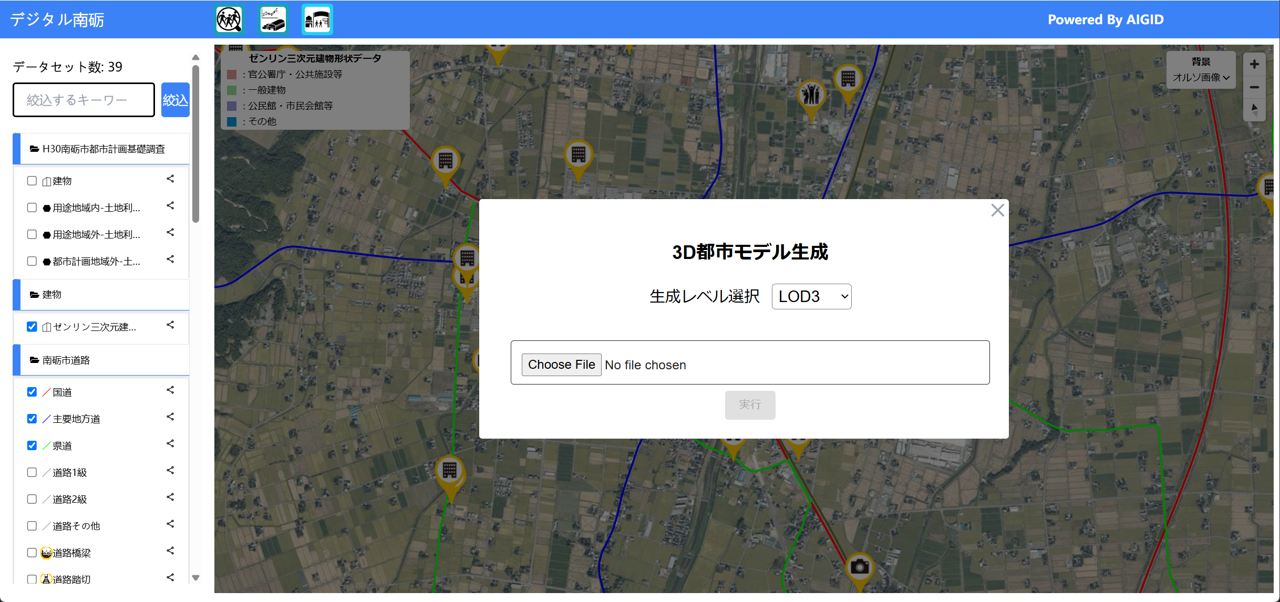 デジタル南砺
Powered By AIGID
データセット数: 39
絞込するキーワー
絞込
H30南砺市都市計画基礎調査
建物
用途地域内-土地利...
用途地域外-土地利...
都市計画地域外-土...
建物
ゼンリン三次元建...
南砺市道路
国道
主要地方道
県道
道路1級
道路2級
道路その他
道路橋梁
道路踏切
ゼンリン三次元建物形状データ
：官公署庁・公共施設等
：一般建物
：公民館・市民会館等
：その他
背景
オルソ画像
3D都市モデル生成
生成レベル選択 LOD3
Choose File No file chosen
実行